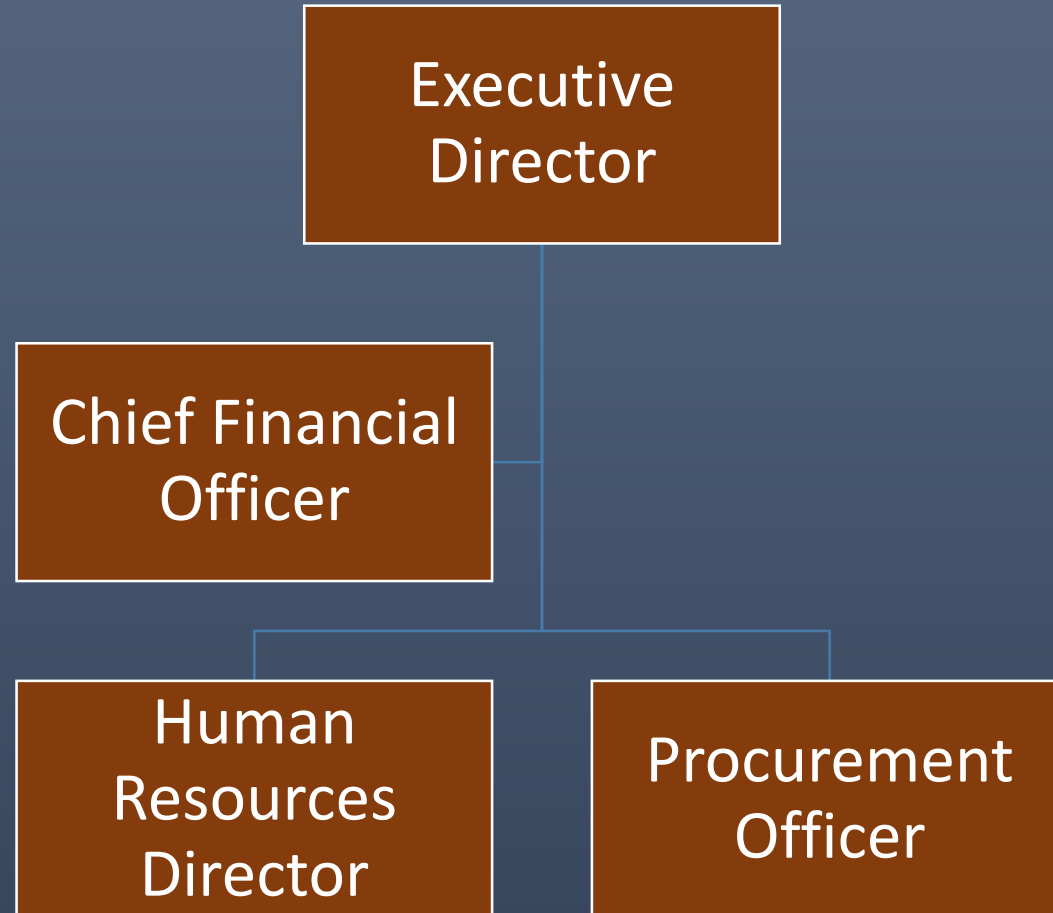 Executive
Director
Chief Financial
Officer
Human
Resources
Director
Procurement
Officer